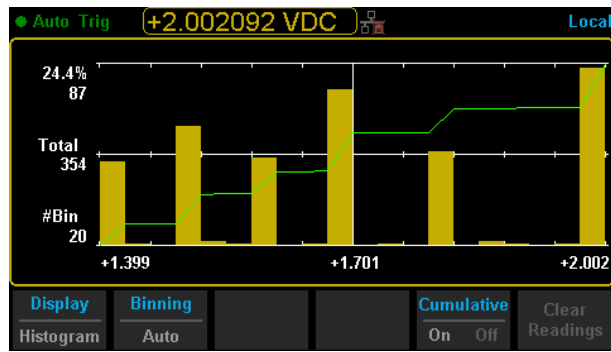 Auto Trig +2.002092 VDC Local
24.4%
87
Total
354
#Bin
20
+1.399 +1.701 +2.002
Display Binning Cumulative Clear
Histogram Auto On Off Readings